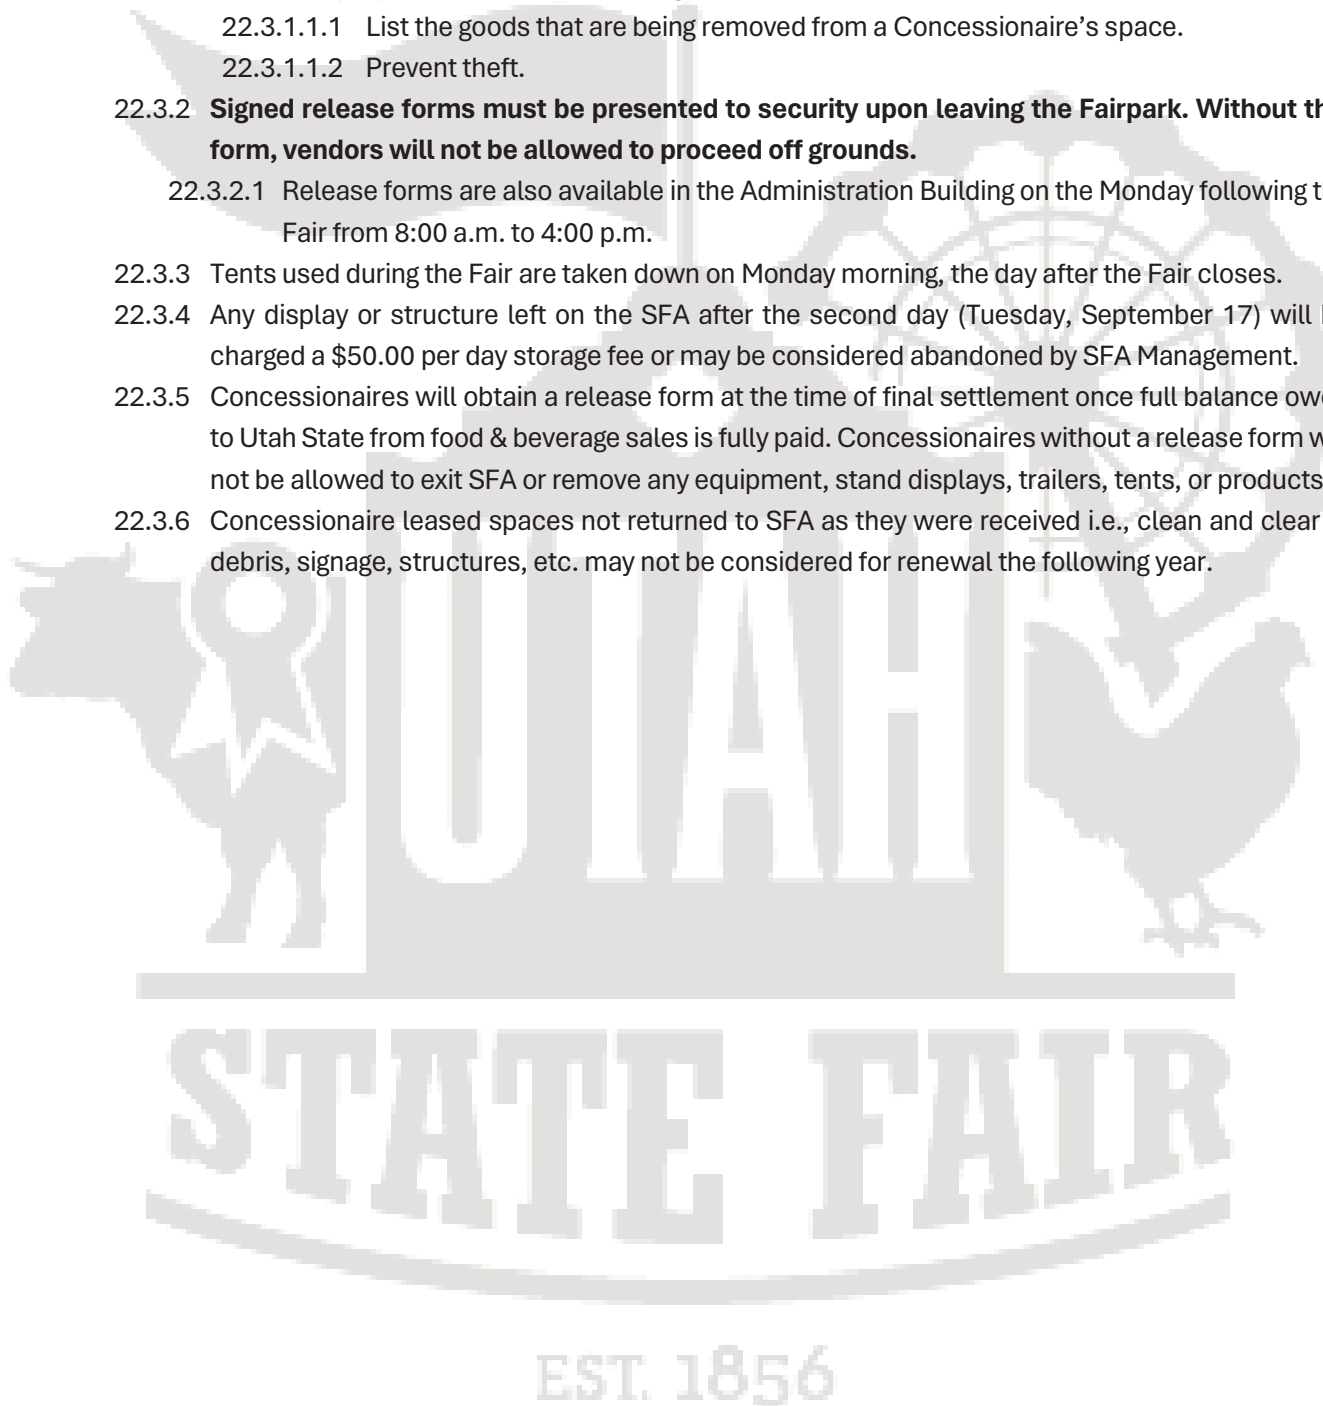 22.3.1.1.1 List the goods that are being removed from a Concessionaire's space.
22.3.1.1.2 Prevent theft.
22.3.2 Signed release forms must be presented to security upon leaving the Fairpark. Without
form, vendors will not be allowed to proceed off grounds.
22.3.2.1 Release forms are also available in the Administration Building on the Monday following
Fair from 8:00 a.m. to 4:00 p.m.
22.3.3 Tents used during the Fair are taken down on Monday morning, the day after the Fair closes.
22.3.4 Any display or structure left on the SFA after the second day (Tuesday, September 17) will
charged a $50.00 per day storage fee or may be considered abandoned by SFA Management.
22.3.5 Concessionaires will obtain a release form at the time of final settlement once full balance
to Utah State from food & beverage sales is fully paid. Concessionaires without a release form
not be allowed to exit SFA or remove any equipment, stand displays, trailers, tents, or products
22.3.6 Concessionaire leased spaces not returned to SFA as they were received i.e., clean and clear
debris, signage, structures, etc. may not be considered for renewal the following year.
UTAH
STATE FAIR
EST. 1856